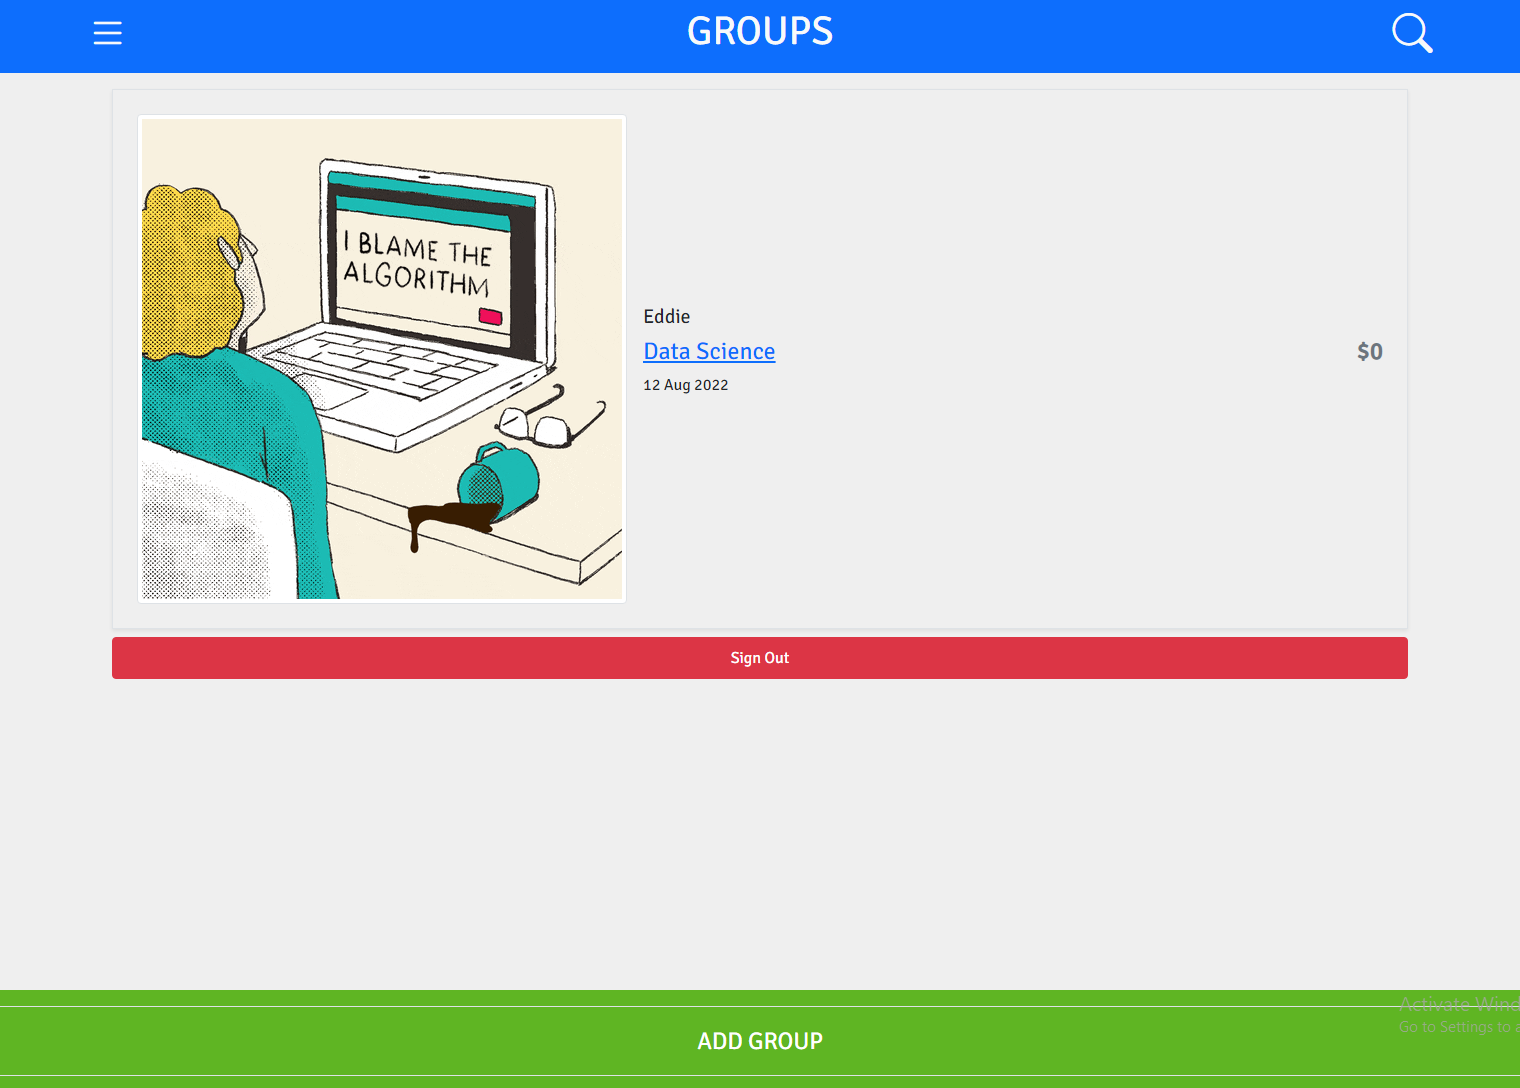 GROUPS
I BLAME THE
ALGORITHM
Eddie
Data Science
$0
12 Aug 2022
Sign Out
Activate Wind
Go to Settings to a
ADD GROUP